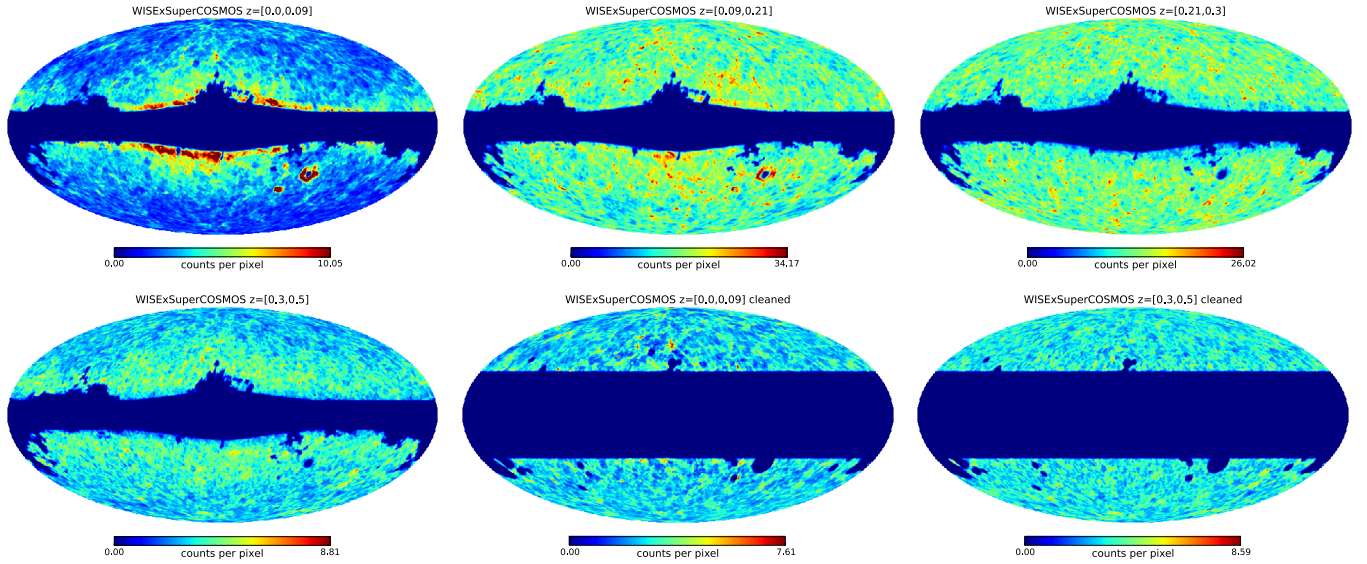 WISExSuperCOSMOS z=[0.0,0.09]
0.00 counts per pixel 10.05
WISExSuperCOSMOS z=[0.09,0.21]
0.00 counts per pixel 34.17
WISExSuperCOSMOS z=[0.21,0.3]
0.00 counts per pixel 26.02
WISExSuperCOSMOS z=[0.3,0.5]
0.00 counts per pixel 8.81
WISExSuperCOSMOS z=[0.0,0.09] cleaned
0.00 counts per pixel 7.61
WISExSuperCOSMOS z=[0.3,0.5] cleaned
0.00 counts per pixel 8.59